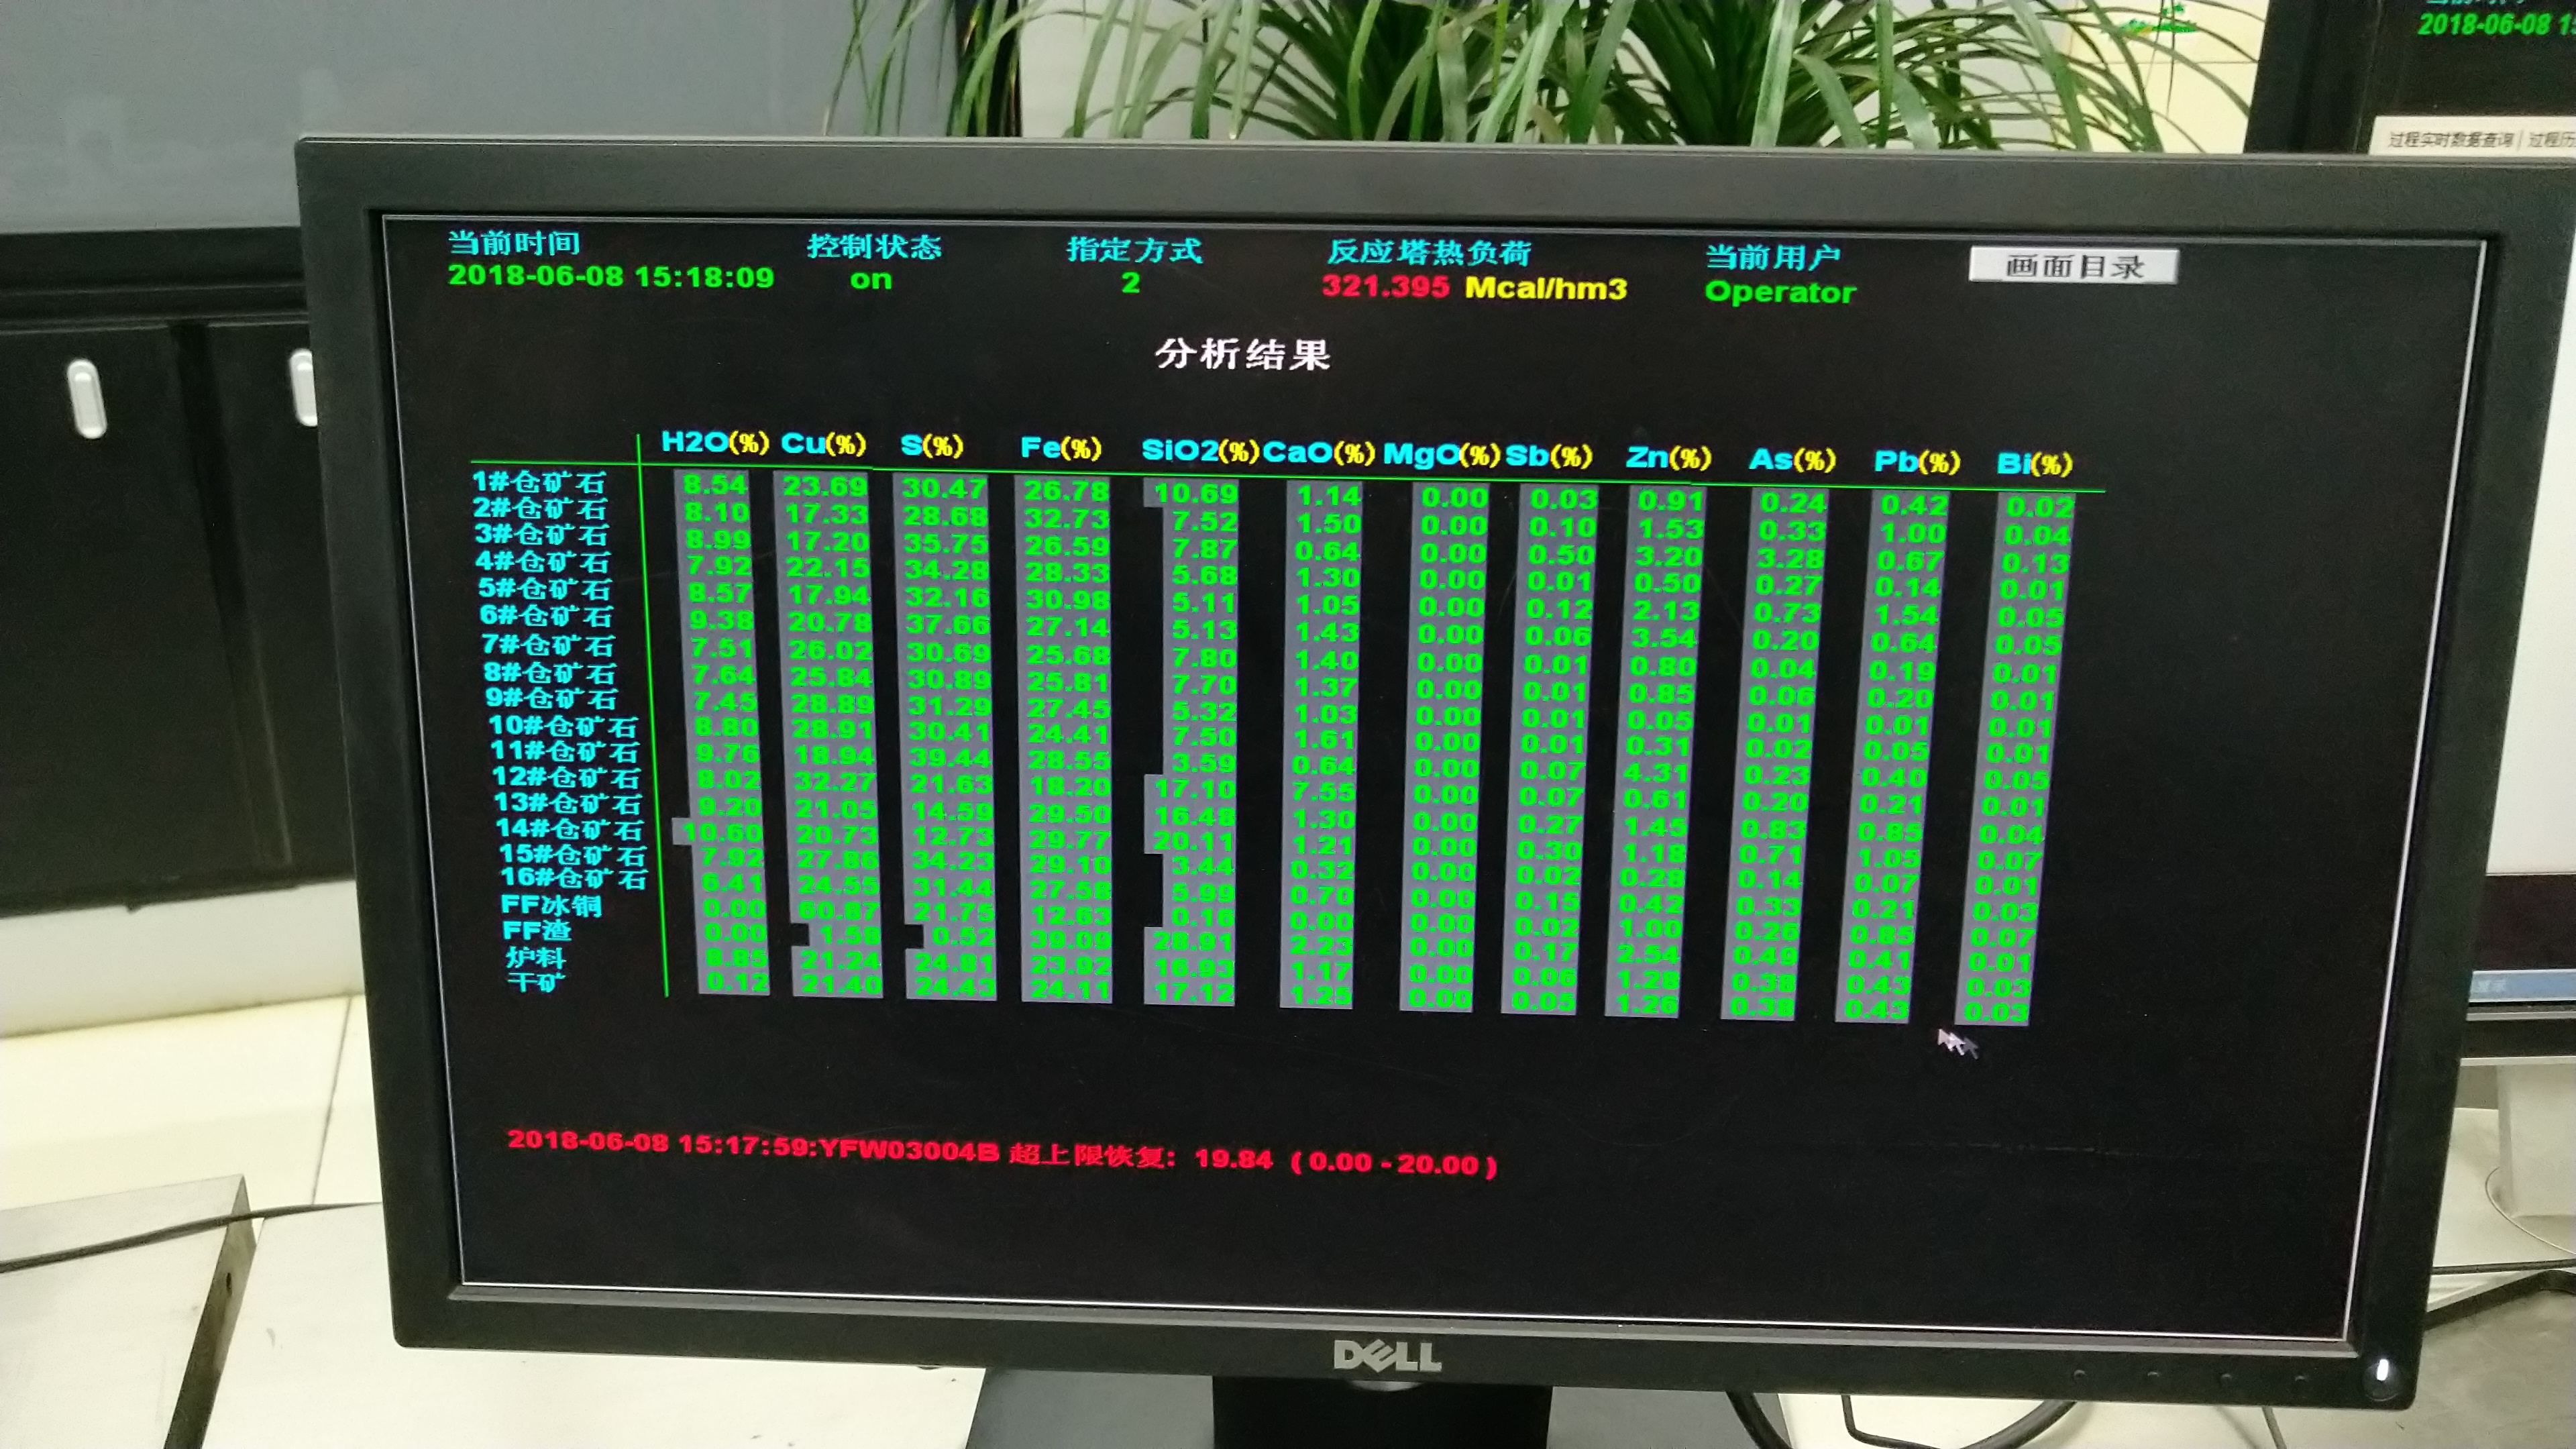 2018-06-08 1
过程实时数据查询 | 过程历
当前时间 控制状态 指定方式 反应塔热负荷 当前用户 画面目录
2018-06-08 15:18:09 on 2 321.395 Mcal/hm3 Operator
分析结果
H2O(%) Cu(%) S(%) Fe(%) SiO2(%) CaO(%) MgO(%) Sb(%) Zn(%) As(%) Pb(%) Bi(%)
1#仓矿石 8.54 23.69 30.47 26.78 10.69 1.14 0.00 0.03 0.91 0.24 0.42 0.02
2#仓矿石 8.10 17.33 28.68 32.73 7.52 1.50 0.00 0.10 1.53 0.33 1.00 0.04
3#仓矿石 8.99 17.20 35.75 26.59 7.87 0.64 0.00 0.50 3.20 3.28 0.67 0.13
4#仓矿石 7.92 22.15 34.28 28.33 5.68 1.30 0.00 0.01 0.50 0.27 0.14 0.01
5#仓矿石 8.57 17.94 32.16 30.98 5.11 1.05 0.00 0.12 2.13 0.73 1.54 0.05
6#仓矿石 9.38 20.78 37.66 27.14 5.13 1.43 0.00 0.06 3.54 0.20 0.64 0.05
7#仓矿石 7.51 26.02 30.69 25.68 7.80 1.40 0.00 0.01 0.80 0.04 0.19 0.01
8#仓矿石 7.64 25.84 30.89 25.81 7.70 1.37 0.00 0.01 0.85 0.06 0.20 0.01
9#仓矿石 7.45 28.89 31.29 27.45 5.32 1.03 0.00 0.01 0.05 0.01 0.01 0.01
10#仓矿石 8.80 28.91 30.41 24.41 7.50 1.61 0.00 0.01 0.31 0.02 0.05 0.01
11#仓矿石 9.76 18.94 39.44 28.55 3.59 0.64 0.00 0.07 4.31 0.23 0.40 0.05
12#仓矿石 8.02 32.27 21.63 18.20 17.10 7.55 0.00 0.07 0.61 0.20 0.21 0.01
13#仓矿石 9.20 21.05 14.59 29.50 16.48 1.30 0.00 0.27 1.45 0.83 0.85 0.04
14#仓矿石 10.60 20.73 12.73 29.77 20.11 1.21 0.00 0.30 1.18 0.71 1.05 0.07
15#仓矿石 7.92 27.86 34.23 29.10 3.44 0.32 0.00 0.02 0.28 0.14 0.07 0.01
16#仓矿石 6.41 24.55 31.44 27.58 5.99 0.70 0.00 0.15 0.42 0.33 0.21 0.03
FF冰铜 0.00 60.87 21.75 12.63 0.16 0.00 0.00 0.02 1.00 0.26 0.85 0.07
FF渣 0.00 1.58 0.52 39.09 28.91 2.23 0.00 0.17 2.54 0.49 0.41 0.01
炉料 8.85 21.24 24.81 23.92 16.93 1.17 0.00 0.06 1.28 0.38 0.43 0.03
干矿 0.12 21.40 24.43 24.11 17.12 1.25 0.00 0.05 1.26 0.38 0.43 0.03
2018-06-08 15:17:59:YFW03004B 超上限恢复: 19.84 ( 0.00 - 20.00 )
DELL